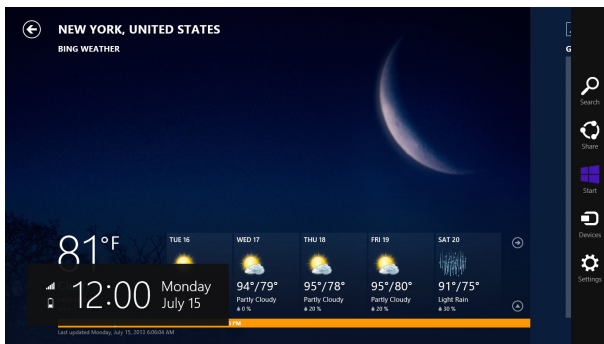 NEW YORK, UNITED STATES
BING WEATHER
81°F
TUE 16
WED 17
94°/79°
Partly Cloudy
0 %
THU 18
95°/78°
Partly Cloudy
20 %
FRI 19
95°/80°
Partly Cloudy
20 %
SAT 20
91°/75°
Light Rain
30 %
12:00
Monday
July 15
PM
Last updated Monday, July 15, 2013 6:06:04 AM
G
Search
Share
Start
Devices
Settings